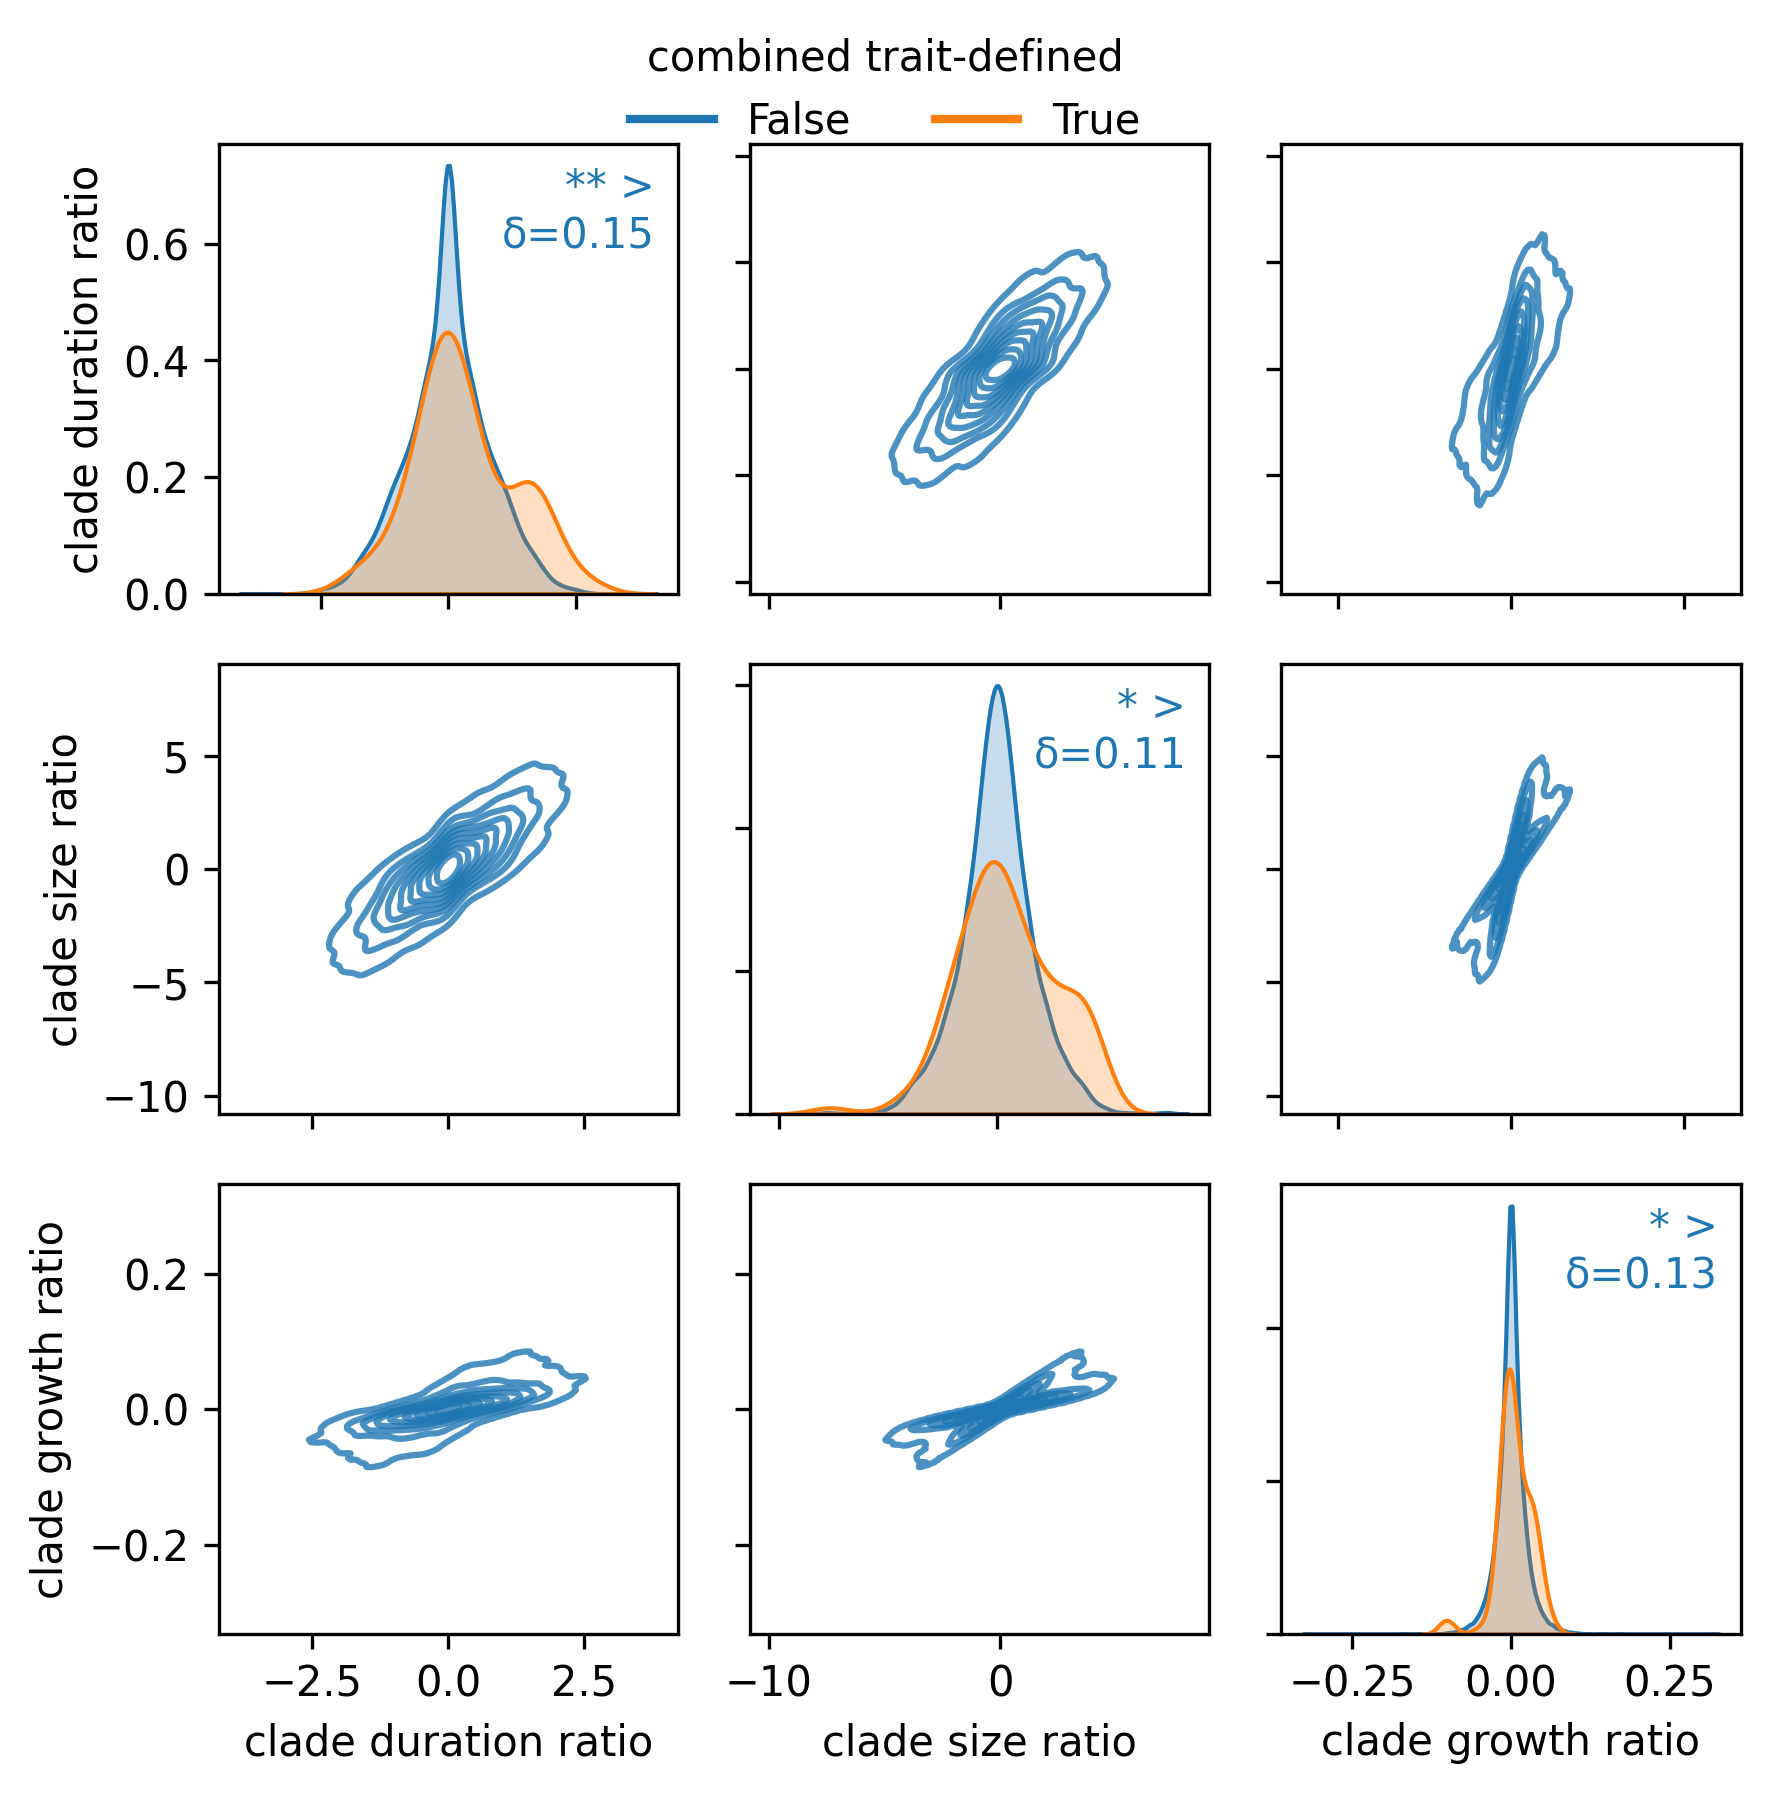 combined trait-defined
False True
clade duration ratio
0.6
0.4
0.2
0.0
** >
δ=0.15
clade size ratio
5
0
−5
−10
* >
δ=0.11
clade growth ratio
0.2
0.0
−0.2
* >
δ=0.13
−2.5 0.0 2.5
−10 0
−0.25 0.00 0.25
clade duration ratio
clade size ratio
clade growth ratio